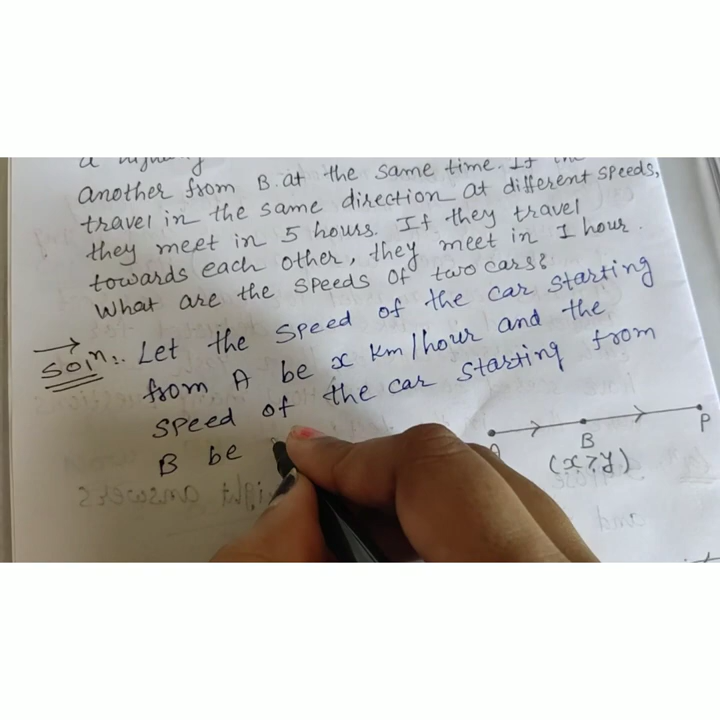 another from B. at the same time. If
travel in the same direction at different speeds,
they meet in 5 hours. If they travel
towards each other, they meet in 1 hour.
What are the speeds of two cars?
Soln:. Let the speed of the car starting
from A be x km/hour and the
speed of the car starting from
B be
A B P
(x>y)